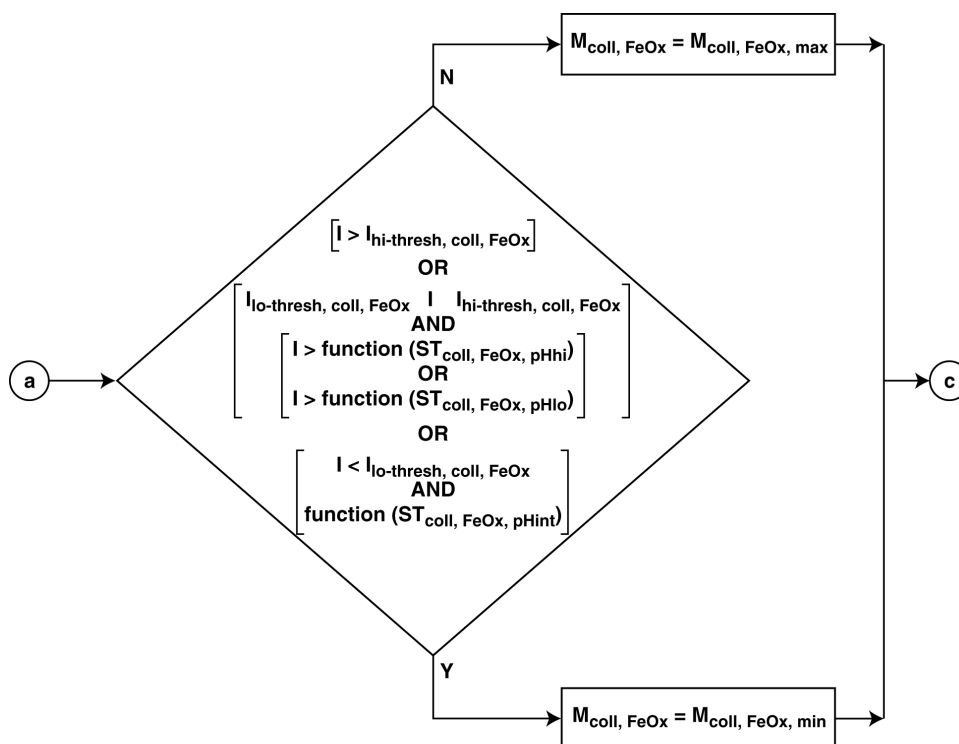 M_coll, FeOx = M_coll, FeOx, max
N
[I > I_hi-thresh, coll, FeOx]
OR
I_lo-thresh, coll, FeOx I I_hi-thresh, coll, FeOx
AND
I > function (ST_coll, FeOx, pHhi)
OR
I > function (ST_coll, FeOx, pHlo)
a
c
OR
I < I_lo-thresh, coll, FeOx
AND
function (ST_coll, FeOx, pHint)
Y
M_coll, FeOx = M_coll, FeOx, min